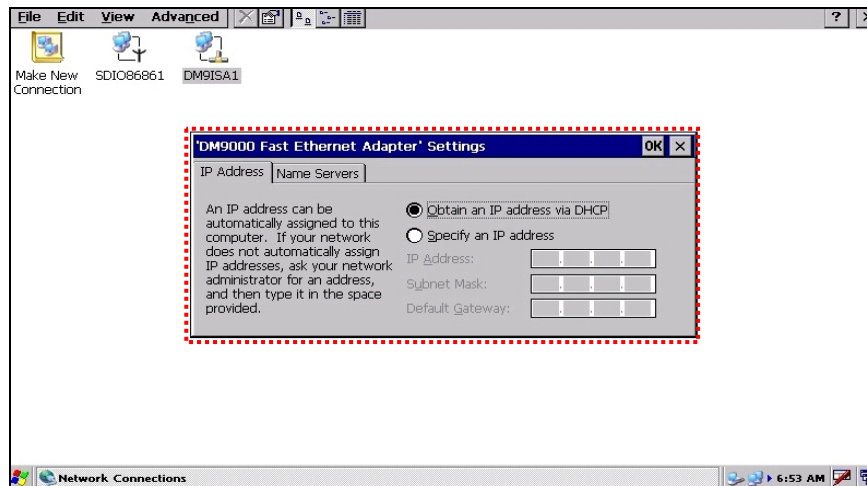 File Edit View Advanced ?
Make New Connection
SDIO86861
DM9ISA1
'DM9000 Fast Ethernet Adapter' Settings OK
IP Address Name Servers
An IP address can be
automatically assigned to this
computer. If your network
does not automatically assign
IP addresses, ask your network
administrator for an address,
and then type it in the space
provided.
Obtain an IP address via DHCP
Specify an IP address
IP Address:
Subnet Mask:
Default Gateway:
Network Connections 6:53 AM